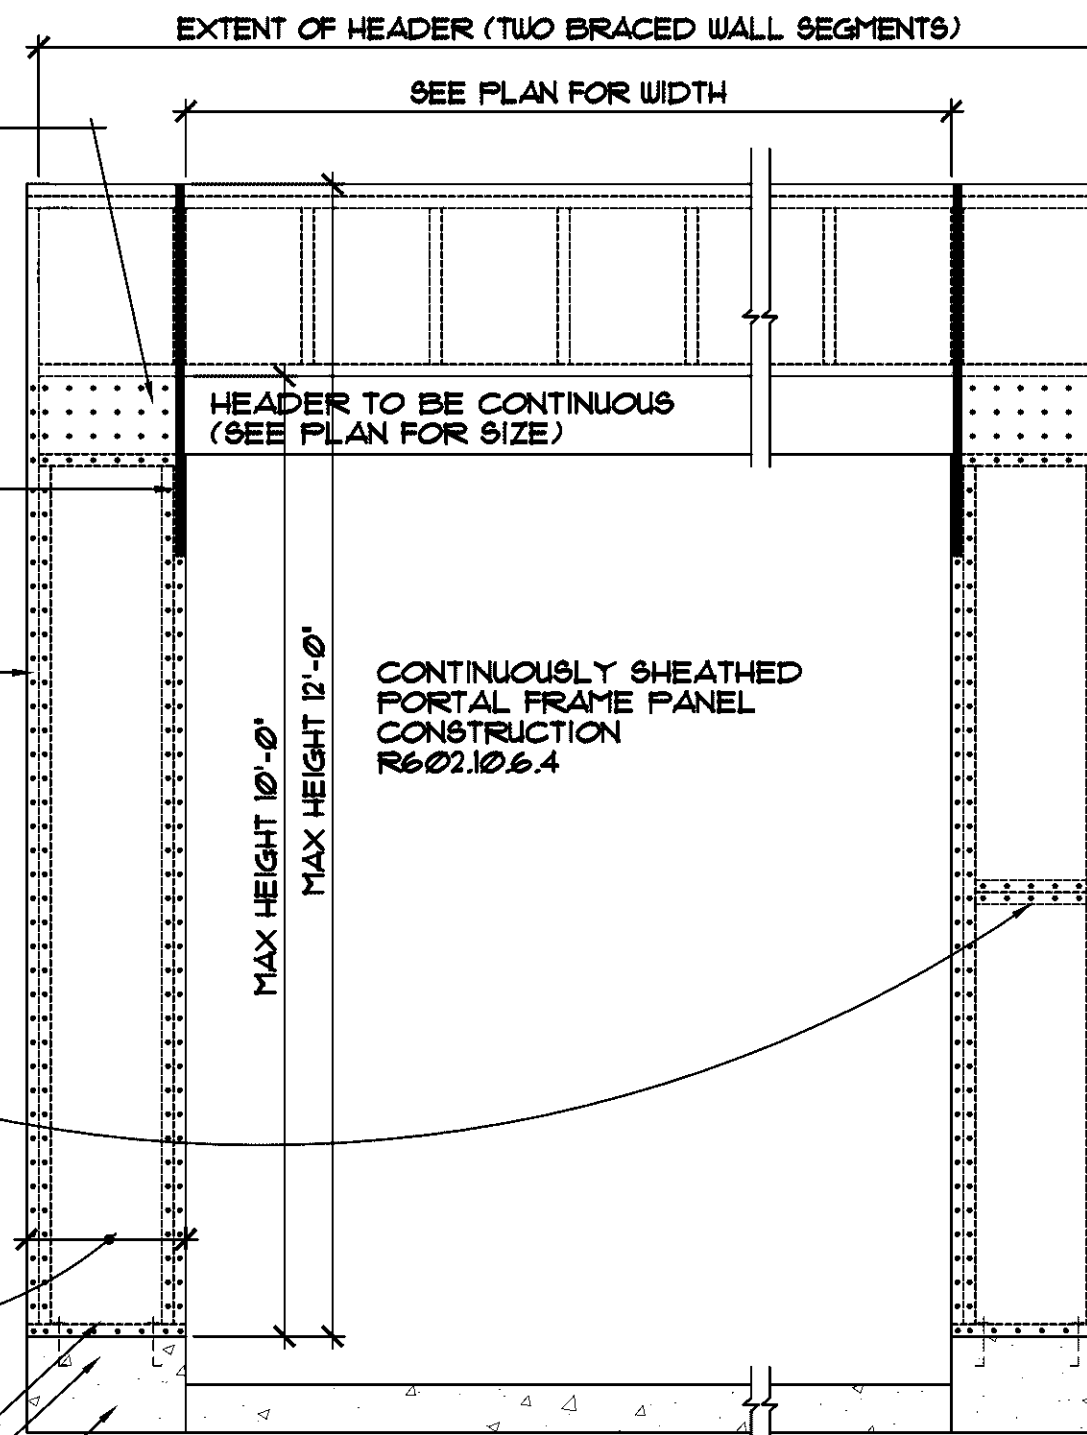 EXTENT OF HEADER (TWO BRACED WALL SEGMENTS)
SEE PLAN FOR WIDTH
HEADER TO BE CONTINUOUS
(SEE PLAN FOR SIZE)
MAX HEIGHT 10'-0"
MAX HEIGHT 12'-0"
CONTINUOUSLY SHEATHED
PORTAL FRAME PANEL
CONSTRUCTION
R602.10.6.4